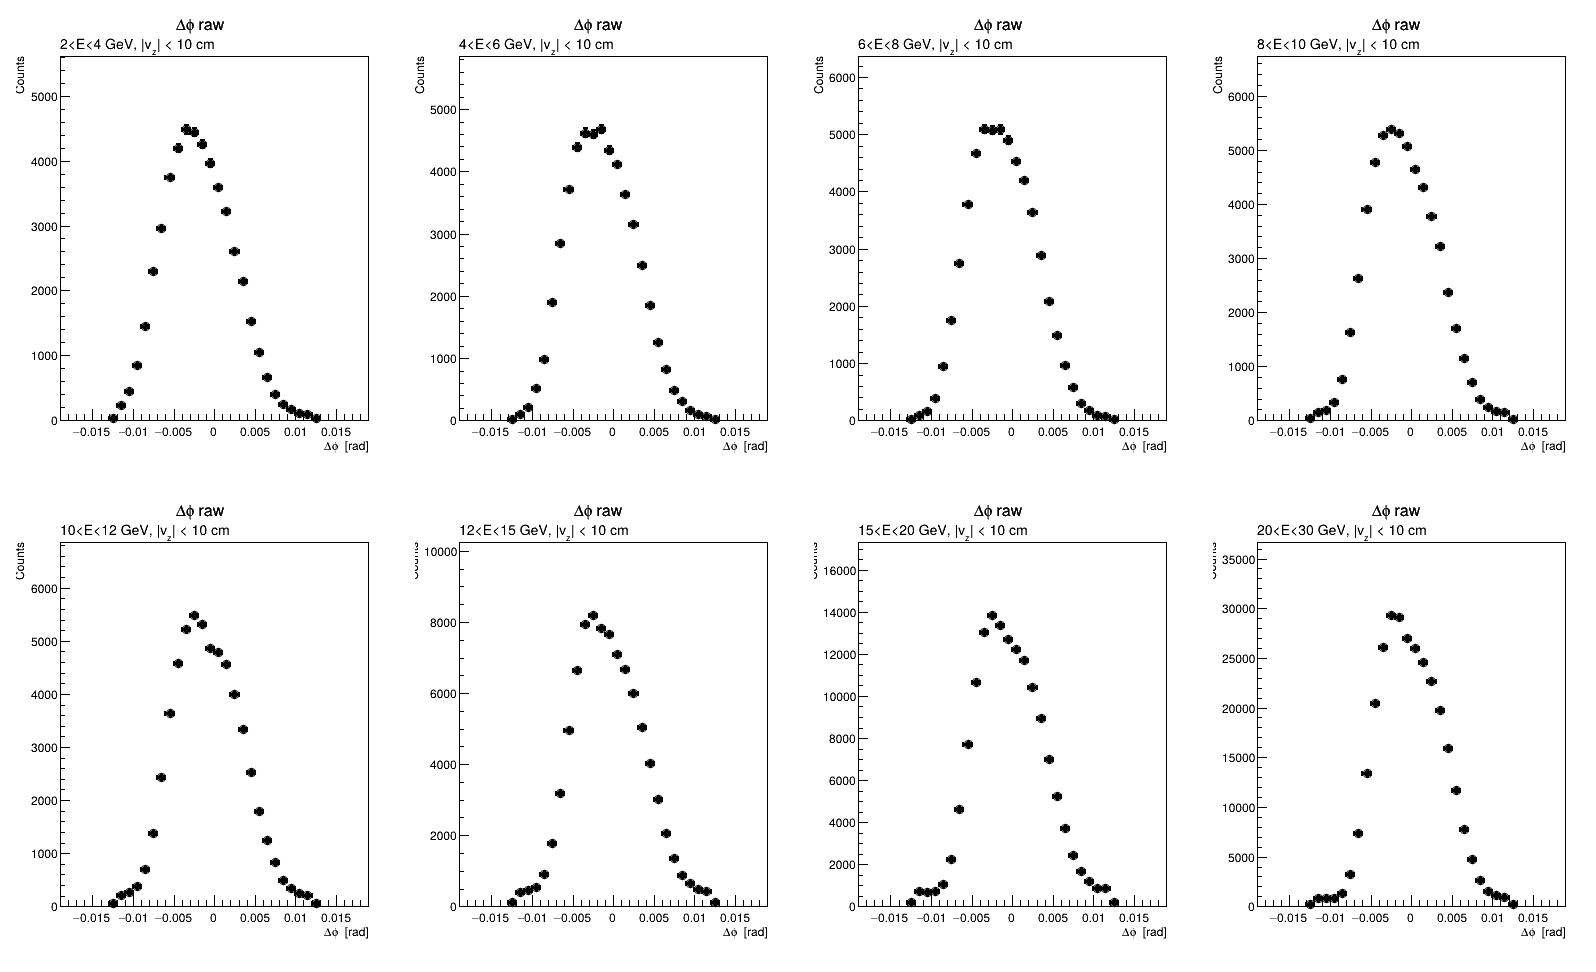 Δϕ raw
2<E<4 GeV, |v_z| < 10 cm
Counts
5000
4000
3000
2000
1000
0
−0.015 −0.01 −0.005 0 0.005 0.01 0.015
Δϕ [rad]
Δϕ raw
4<E<6 GeV, |v_z| < 10 cm
Counts
5000
4000
3000
2000
1000
0
−0.015 −0.01 −0.005 0 0.005 0.01 0.015
Δϕ [rad]
Δϕ raw
6<E<8 GeV, |v_z| < 10 cm
Counts
6000
5000
4000
3000
2000
1000
0
−0.015 −0.01 −0.005 0 0.005 0.01 0.015
Δϕ [rad]
Δϕ raw
8<E<10 GeV, |v_z| < 10 cm
Counts
6000
5000
4000
3000
2000
1000
0
−0.015 −0.01 −0.005 0 0.005 0.01 0.015
Δϕ [rad]
Δϕ raw
10<E<12 GeV, |v_z| < 10 cm
Counts
6000
5000
4000
3000
2000
1000
0
−0.015 −0.01 −0.005 0 0.005 0.01 0.015
Δϕ [rad]
Δϕ raw
12<E<15 GeV, |v_z| < 10 cm
Counts
10000
8000
6000
4000
2000
0
−0.015 −0.01 −0.005 0 0.005 0.01 0.015
Δϕ [rad]
Δϕ raw
15<E<20 GeV, |v_z| < 10 cm
Counts
16000
14000
12000
10000
8000
6000
4000
2000
0
−0.015 −0.01 −0.005 0 0.005 0.01 0.015
Δϕ [rad]
Δϕ raw
20<E<30 GeV, |v_z| < 10 cm
Counts
35000
30000
25000
20000
15000
10000
5000
0
−0.015 −0.01 −0.005 0 0.005 0.01 0.015
Δϕ [rad]